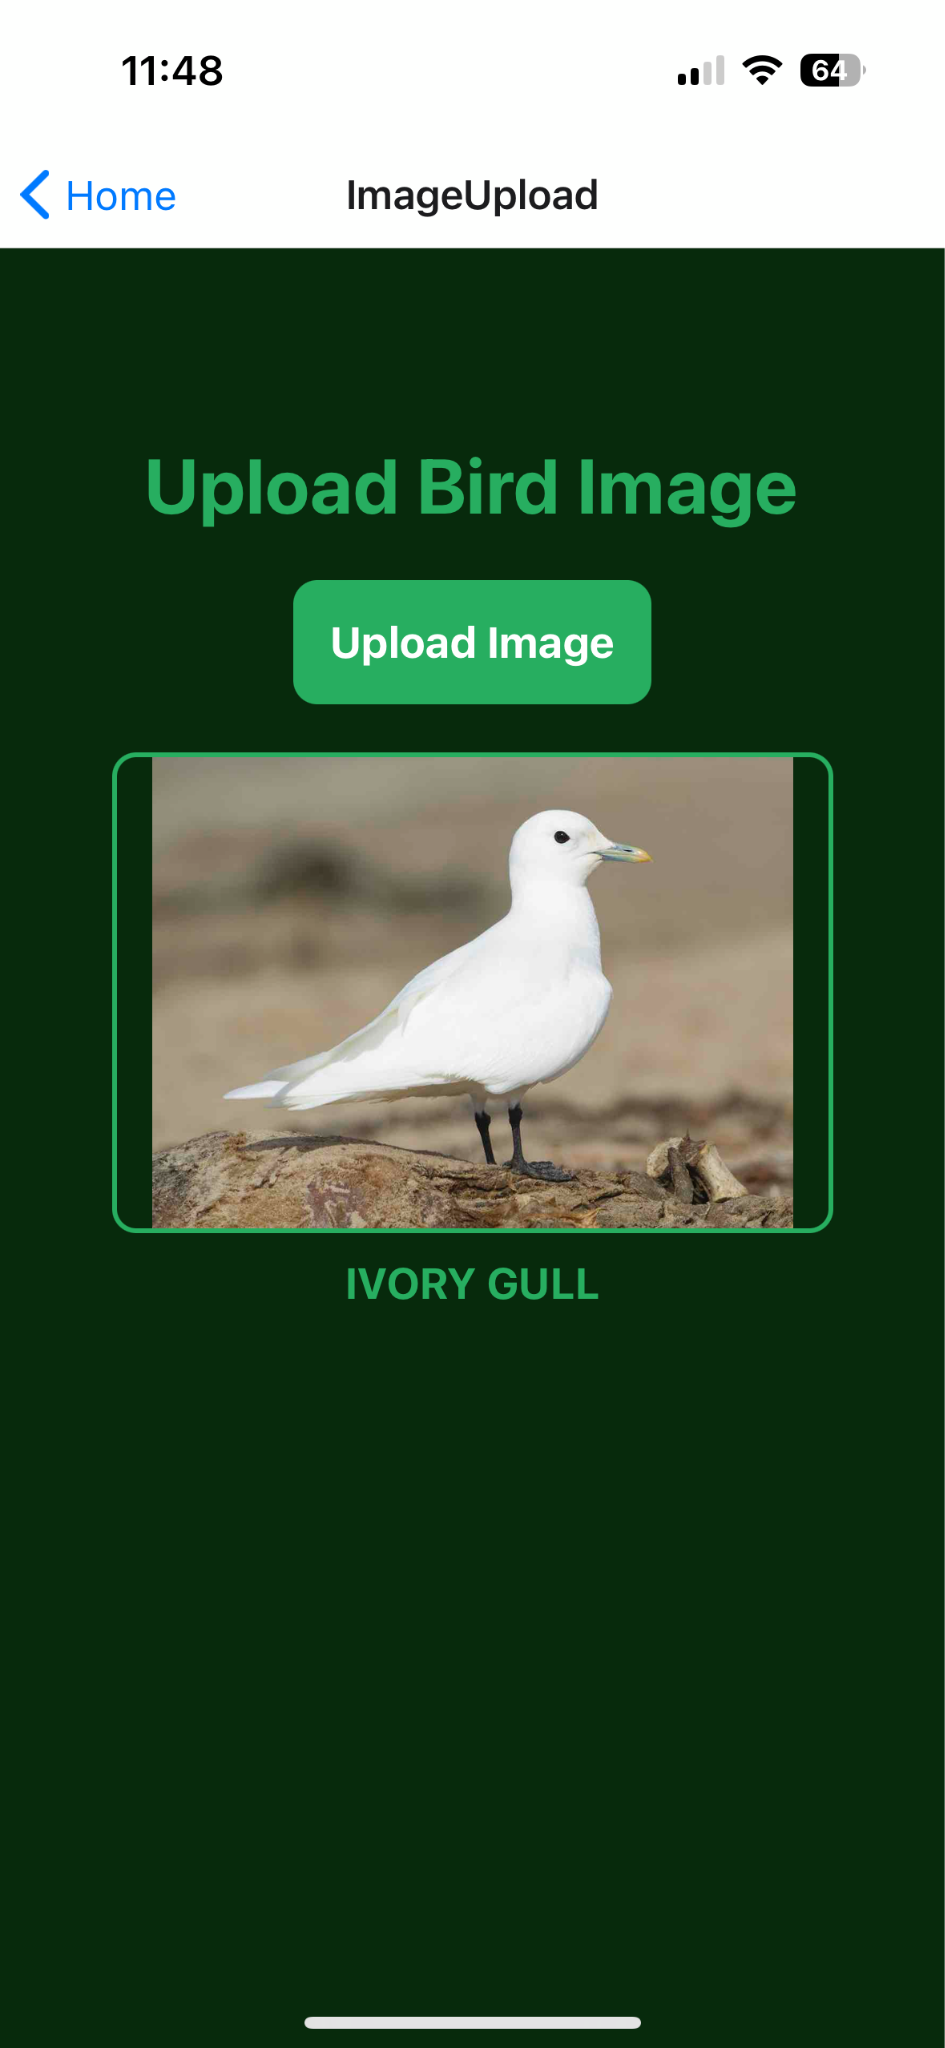 11:48 64
Home ImageUpload
Upload Bird Image
Upload Image
IVORY GULL